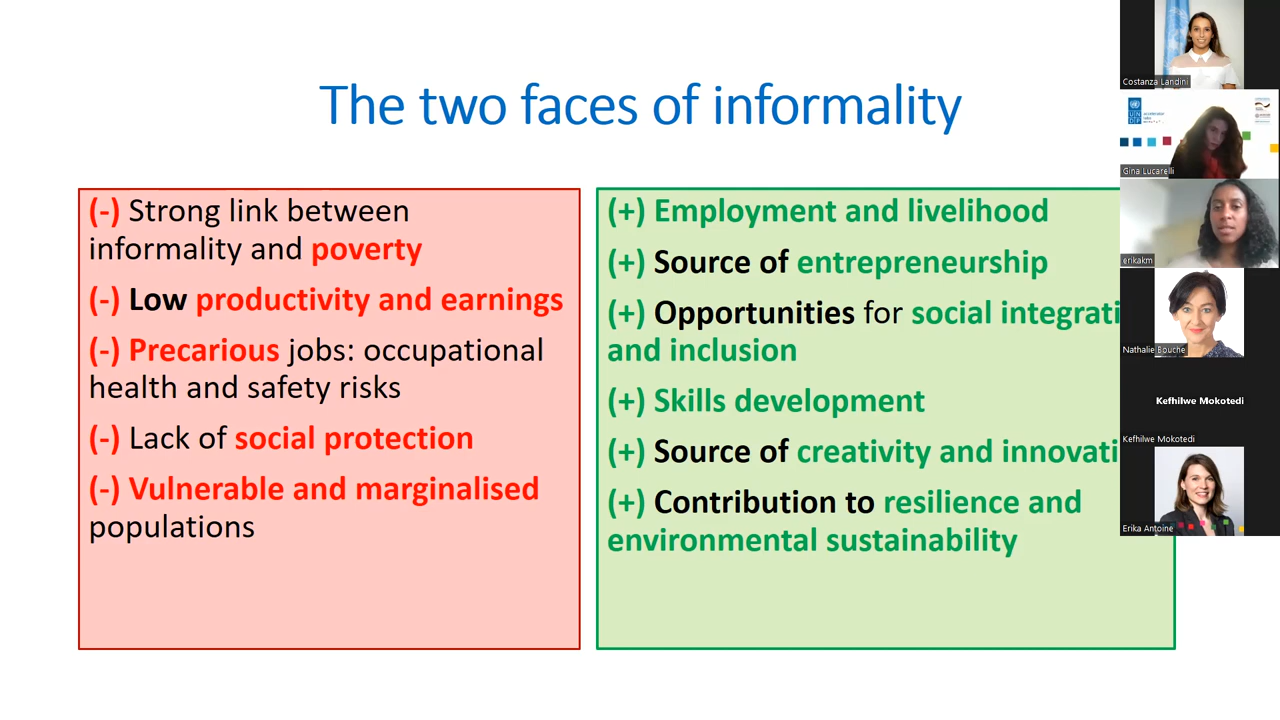 The two faces of informality
(-) Strong link between
informality and poverty
(-) Low productivity and earnings
(-) Precarious jobs: occupational
health and safety risks
(-) Lack of social protection
(-) Vulnerable and marginalised
populations
(+) Employment and livelihood
(+) Source of entrepreneurship
(+) Opportunities for social integrati
and inclusion
(+) Skills development
(+) Source of creativity and innovati
(+) Contribution to resilience and
environmental sustainability
Costanza Landini
Gina Lucarelli
erikakm
Nathalie Bouche
Kefhilwe Mokotedi
Kefhilwe Mokotedi
Erika Antoine